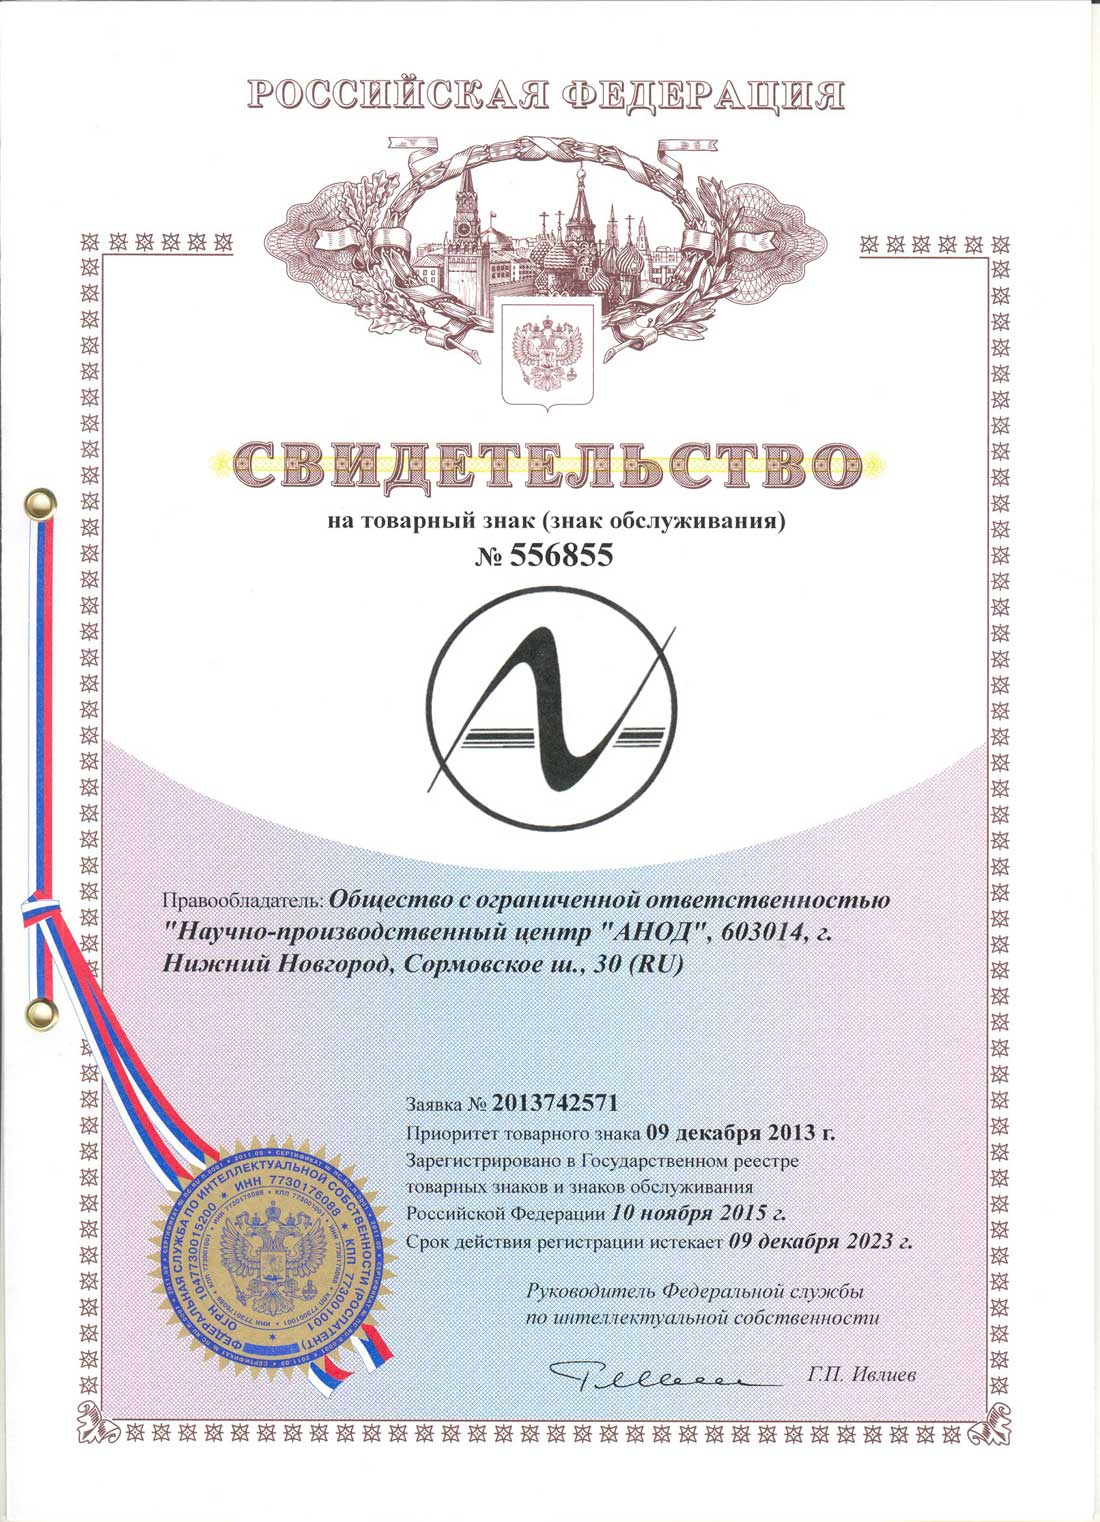 РОССИЙСКАЯ ФЕДЕРАЦИЯ
СВИДЕТЕЛЬСТВО
на товарный знак (знак обслуживания)
№ 556855
Правообладатель: Общество с ограниченной ответственностью
"Научно-производственный центр "АНОД", 603014, г.
Нижний Новгород, Сормовское ш., 30 (RU)
Заявка № 2013742571
Приоритет товарного знака 09 декабря 2013 г.
Зарегистрировано в Государственном реестре
товарных знаков и знаков обслуживания
Российской Федерации 10 ноября 2015 г.
Срок действия регистрации истекает 09 декабря 2023 г.
Руководитель Федеральной службы
по интеллектуальной собственности
Г.П. Ивлиев
ФЕДЕРАЛЬНАЯ СЛУЖБА ПО ИНТЕЛЛЕКТУАЛЬНОЙ СОБСТВЕННОСТИ (РОСПАТЕНТ)
ОГРН 1047730015200 * ИНН 7730176088 * КПП 773001001